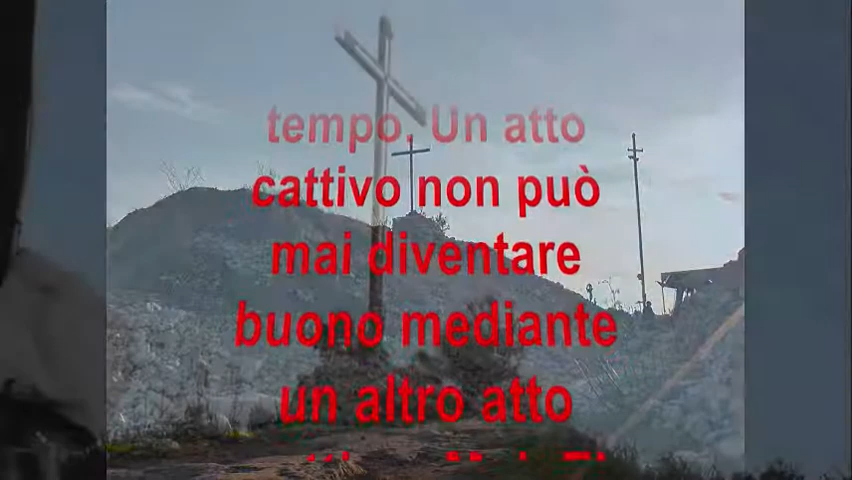 tempo. Un atto
cattivo non può
mai diventare
buono mediante
un altro atto